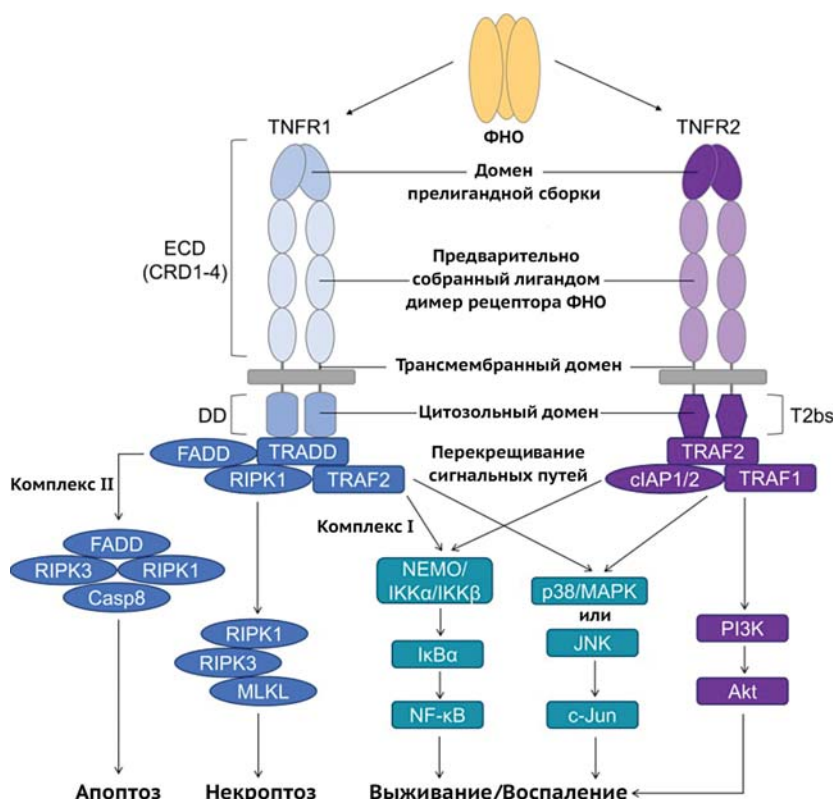 TNFR1
ФНО
TNFR2
ECD
(CRD1-4)
Домен
прелигандной сборки
Предварительно
собранный лигандом
димер рецептора ФНО
Трансмембранный домен
DD
Цитозольный домен
T2bs
FADD
TRADD
RIPK1
TRAF2
Перекрещивание
сигнальных путей
TRAF2
cIAP1/2
TRAF1
Комплекс II
Комплекс I
FADD
RIPK3
RIPK1
Casp8
RIPK1
RIPK3
MLKL
NEMO/
IKKα/IKKβ
IκBα
NF-κB
p38/MAPK
или
JNK
c-Jun
PI3K
Akt
Апоптоз
Некроптоз
Выживание/Воспаление